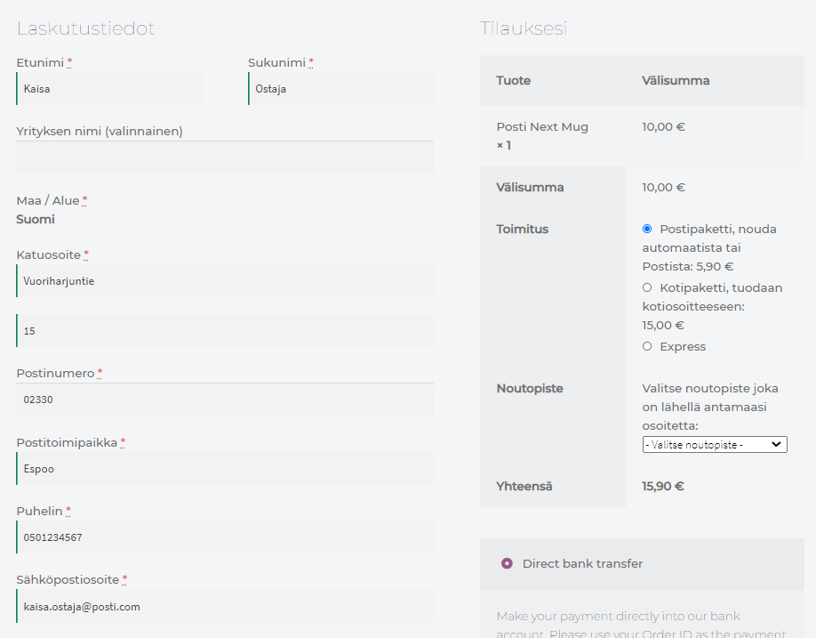 Laskutustiedot
Etunimi *
Sukunimi *
Kaisa
Ostaja
Yrityksen nimi (valinnainen)
Maa / Alue *
Suomi
Katuosoite *
Vuoriharjuntie
15
Postinumero *
02330
Postitoimipaikka *
Espoo
Puhelin *
0501234567
Sähköpostiosoite *
kaisa.ostaja@posti.com
Tilauksesi
Tuote
Välisumma
Posti Next Mug
× 1
10,00 €
Välisumma
10,00 €
Toimitus
Postipaketti, nouda
automaatista tai
Postista: 5,90 €
Kotipaketti, tuodaan
kotiosoitteeseen:
15,00 €
Express
Noutopiste
Valitse noutopiste joka
on lähellä antamaasi
osoitetta:
- Valitse noutopiste -
Yhteensä
15,90 €
Direct bank transfer
Make your payment directly into our bank
account. Please use your Order ID as the payment